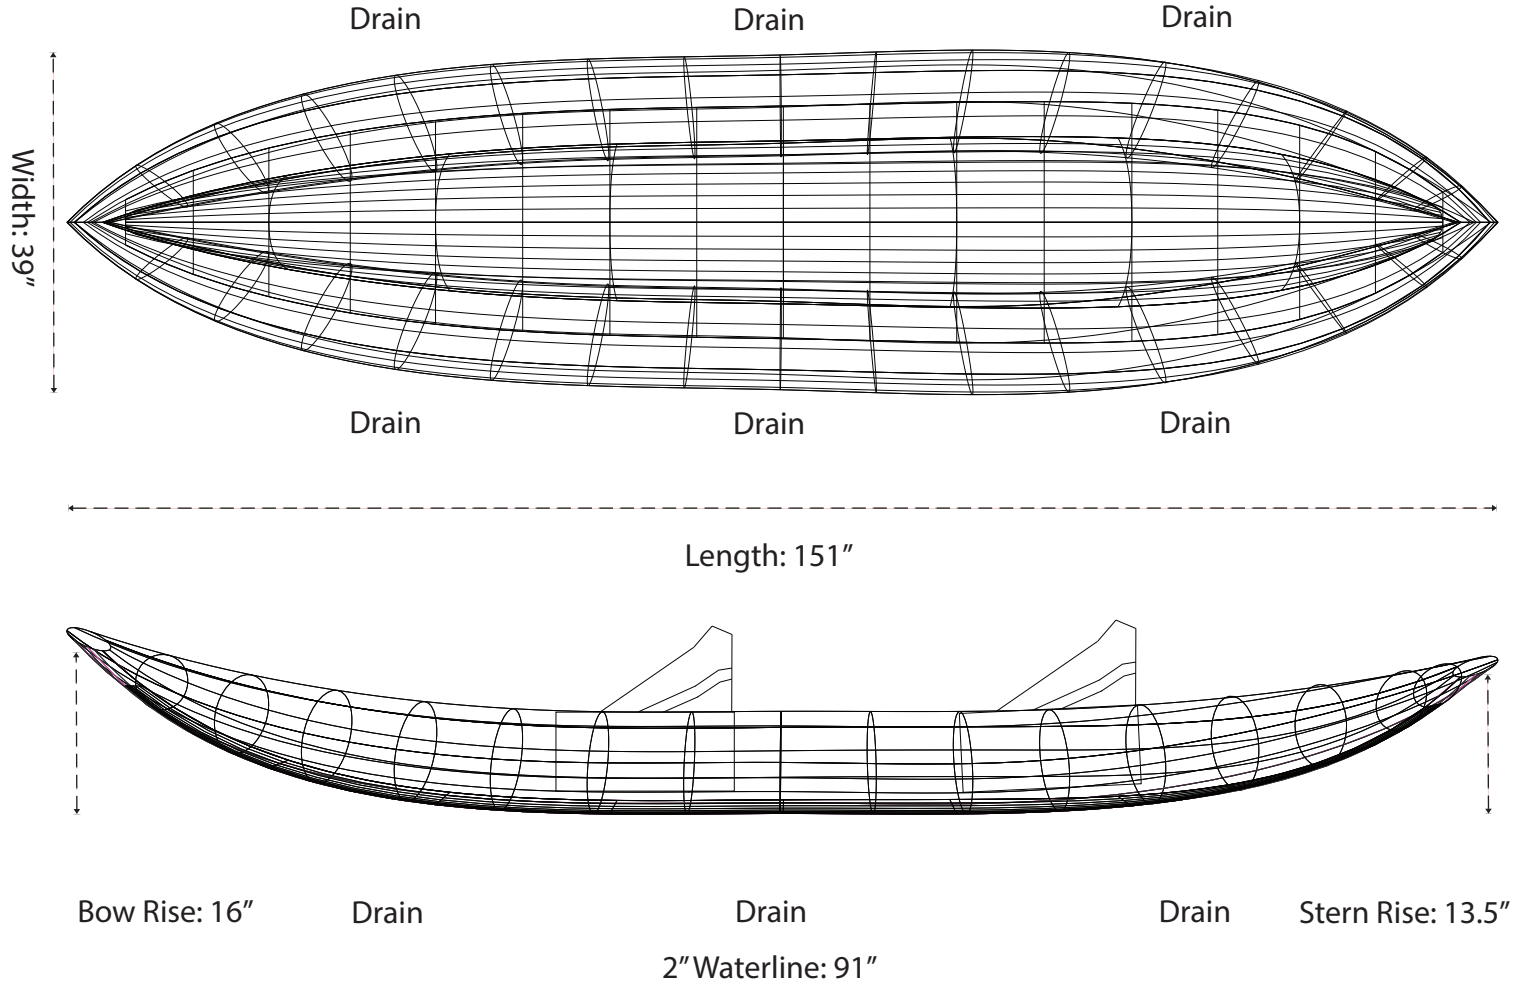 Drain Drain Drain
Width: 39”
Drain Drain Drain
Length: 151”
Bow Rise: 16” Drain Drain Drain Stern Rise: 13.5”
2” Waterline: 91”